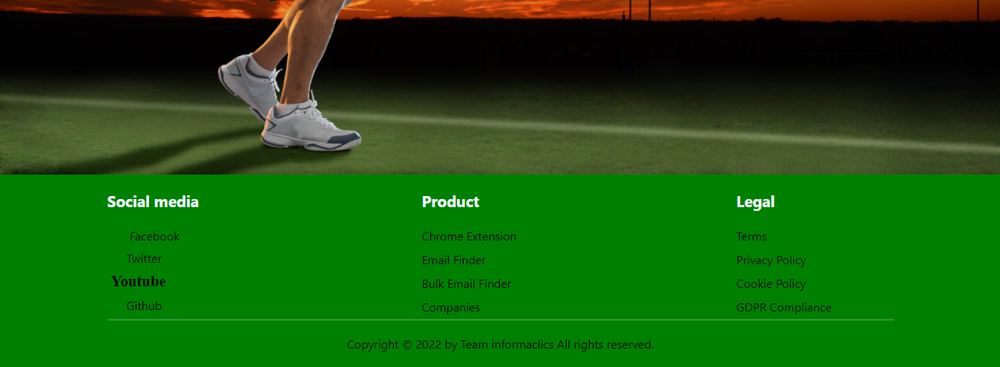 Social media
Facebook
Twitter
Youtube
Github
Product
Chrome Extension
Email Finder
Bulk Email Finder
Companies
Legal
Terms
Privacy Policy
Cookie Policy
GDPR Compliance
Copyright © 2022 by Team informaclics All rights reserved.